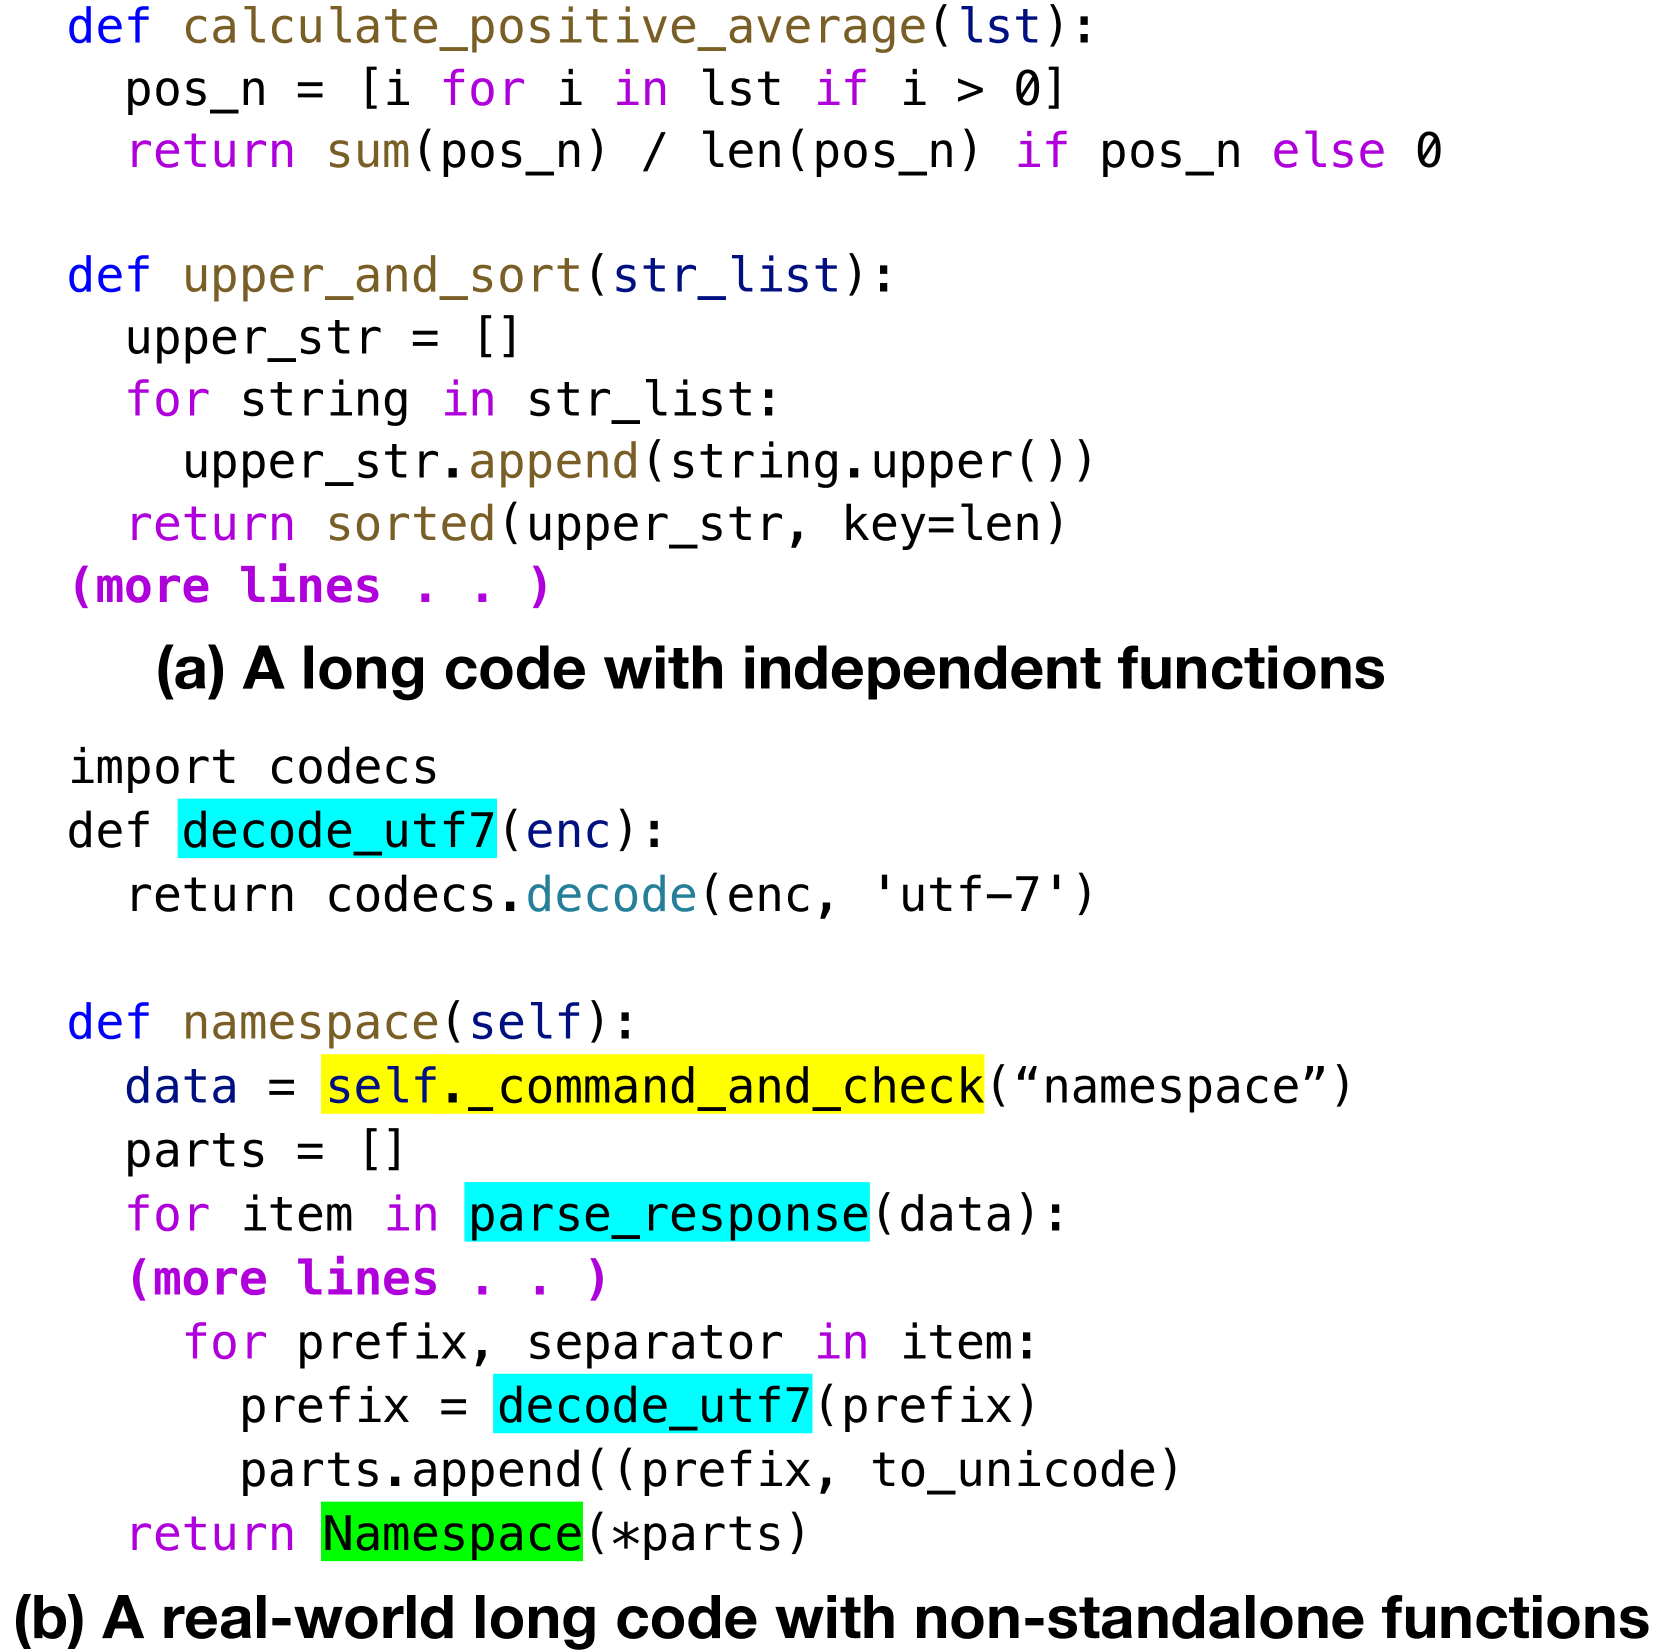 def calculate_positive_average(lst):
  pos_n = [i for i in lst if i > 0]
  return sum(pos_n) / len(pos_n) if pos_n else 0

def upper_and_sort(str_list):
  upper_str = []
  for string in str_list:
    upper_str.append(string.upper())
  return sorted(upper_str, key=len)
(more lines . . )
(a) A long code with independent functions
import codecs
def decode_utf7(enc):
  return codecs.decode(enc, 'utf-7')

def namespace(self):
  data = self._command_and_check(“namespace”)
  parts = []
  for item in parse_response(data):
  (more lines . . )
    for prefix, separator in item:
      prefix = decode_utf7(prefix)
      parts.append((prefix, to_unicode)
  return Namespace(*parts)
(b) A real-world long code with non-standalone functions